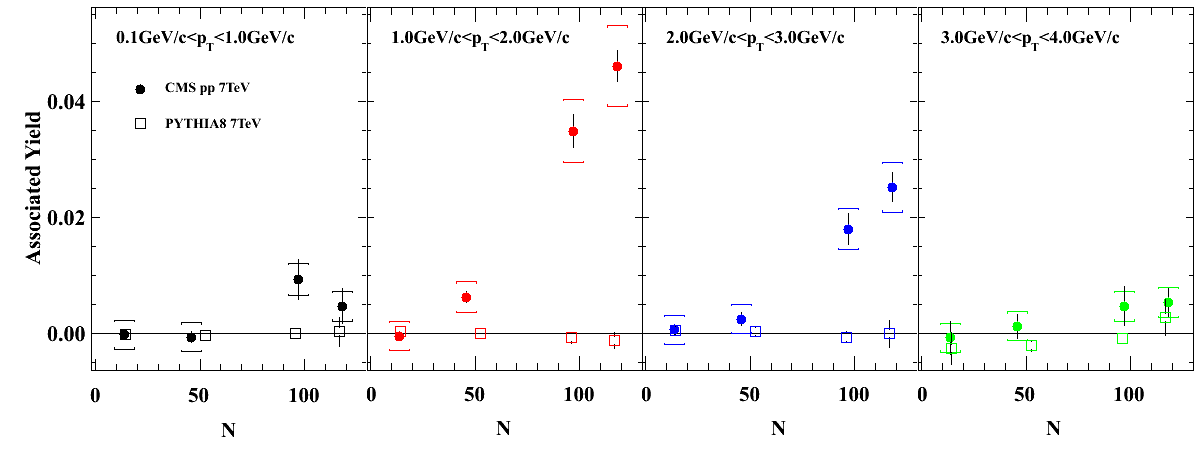 0.1GeV/c<pT<1.0GeV/c
1.0GeV/c<pT<2.0GeV/c
2.0GeV/c<pT<3.0GeV/c
3.0GeV/c<pT<4.0GeV/c
CMS pp 7TeV
PYTHIA8 7TeV
Associated Yield
0.04
0.02
0.00
0 50 100
0 50 100
0 50 100
0 50 100
N
N
N
N